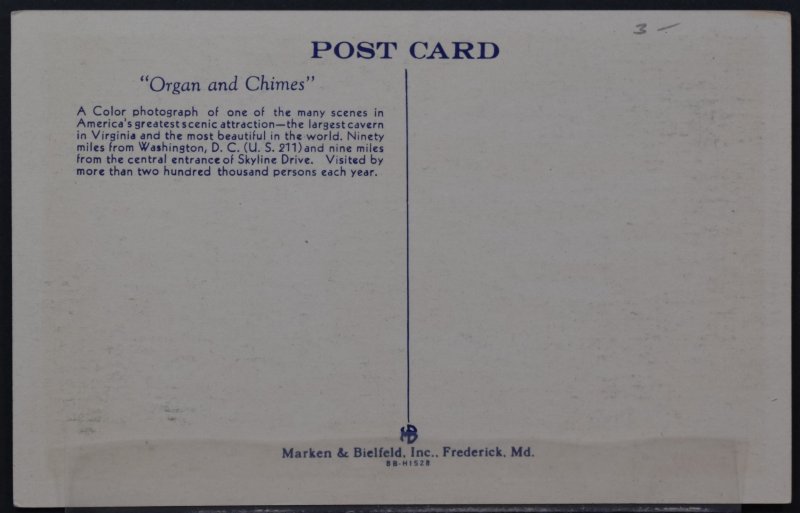 3 –
POST CARD
"Organ and Chimes"
A Color photograph of one of the many scenes in
America's greatest scenic attraction—the largest cavern
in Virginia and the most beautiful in the world. Ninety
miles from Washington, D. C. (U. S. 211) and nine miles
from the central entrance of Skyline Drive. Visited by
more than two hundred thousand persons each year.
MB
Marken & Bielfeld, Inc., Frederick, Md.
BB-H1528